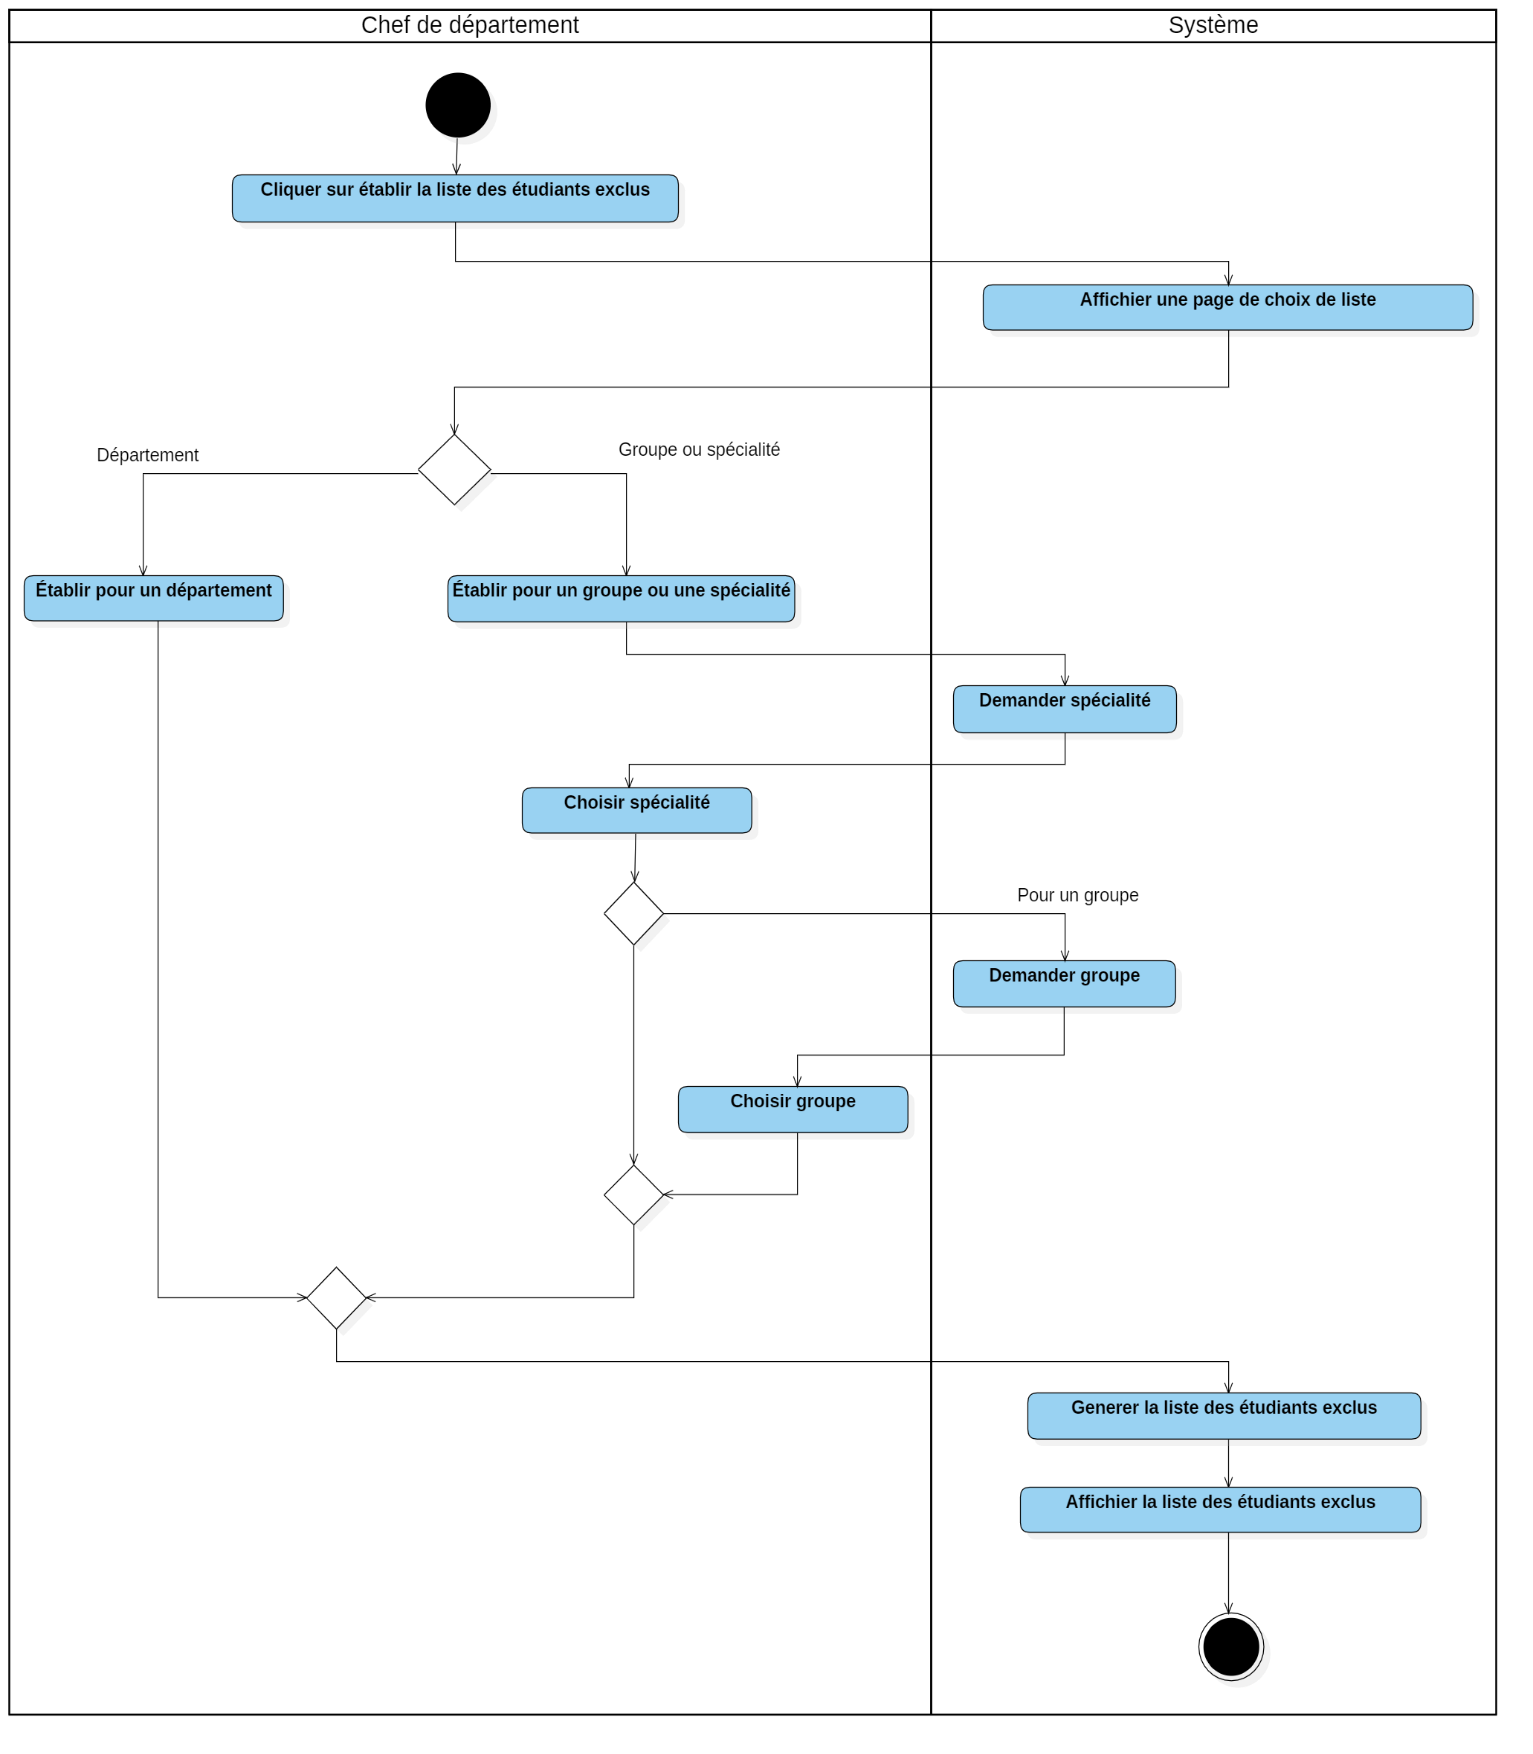 Chef de département
Système
Cliquer sur établir la liste des étudiants exclus
Affichier une page de choix de liste
Département
Groupe ou spécialité
Établir pour un département
Établir pour un groupe ou une spécialité
Demander spécialité
Choisir spécialité
Pour un groupe
Demander groupe
Choisir groupe
Generer la liste des étudiants exclus
Affichier la liste des étudiants exclus